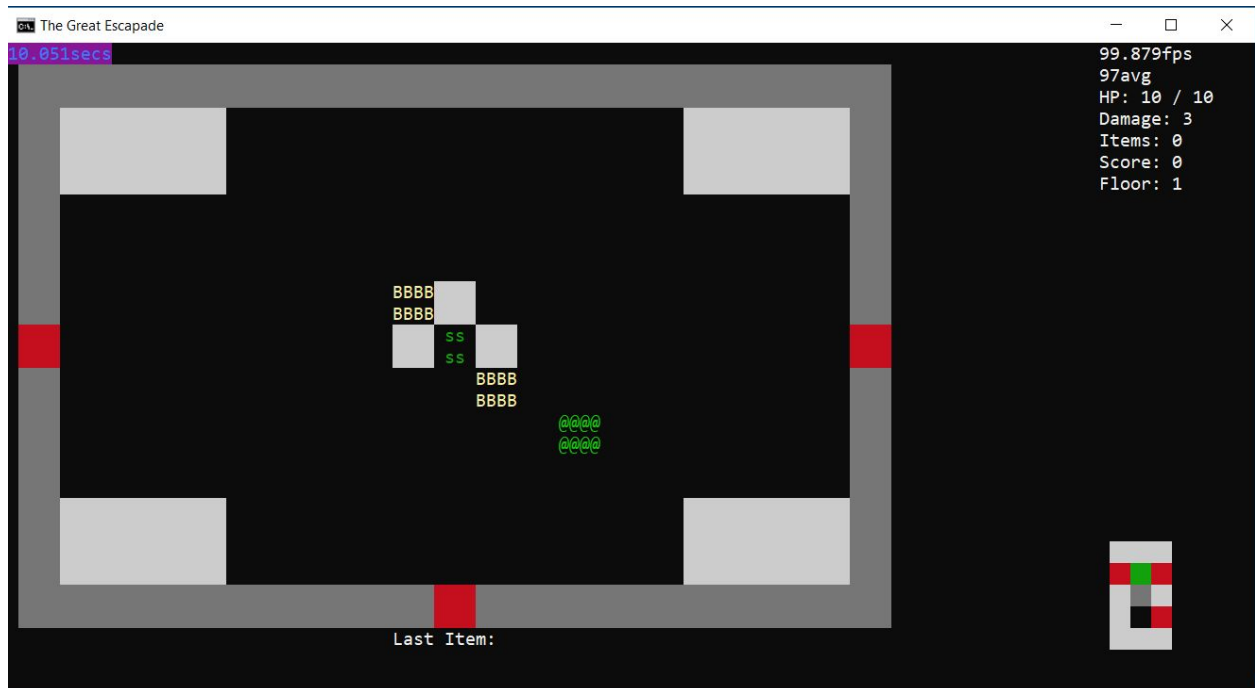 The Great Escapade
10.051secs
99.879fps
97avg
HP: 10 / 10
Damage: 3
Items: 0
Score: 0
Floor: 1
BBBB
BBBB
ss
ss
BBBB
BBBB
@@@@
@@@@
Last Item: